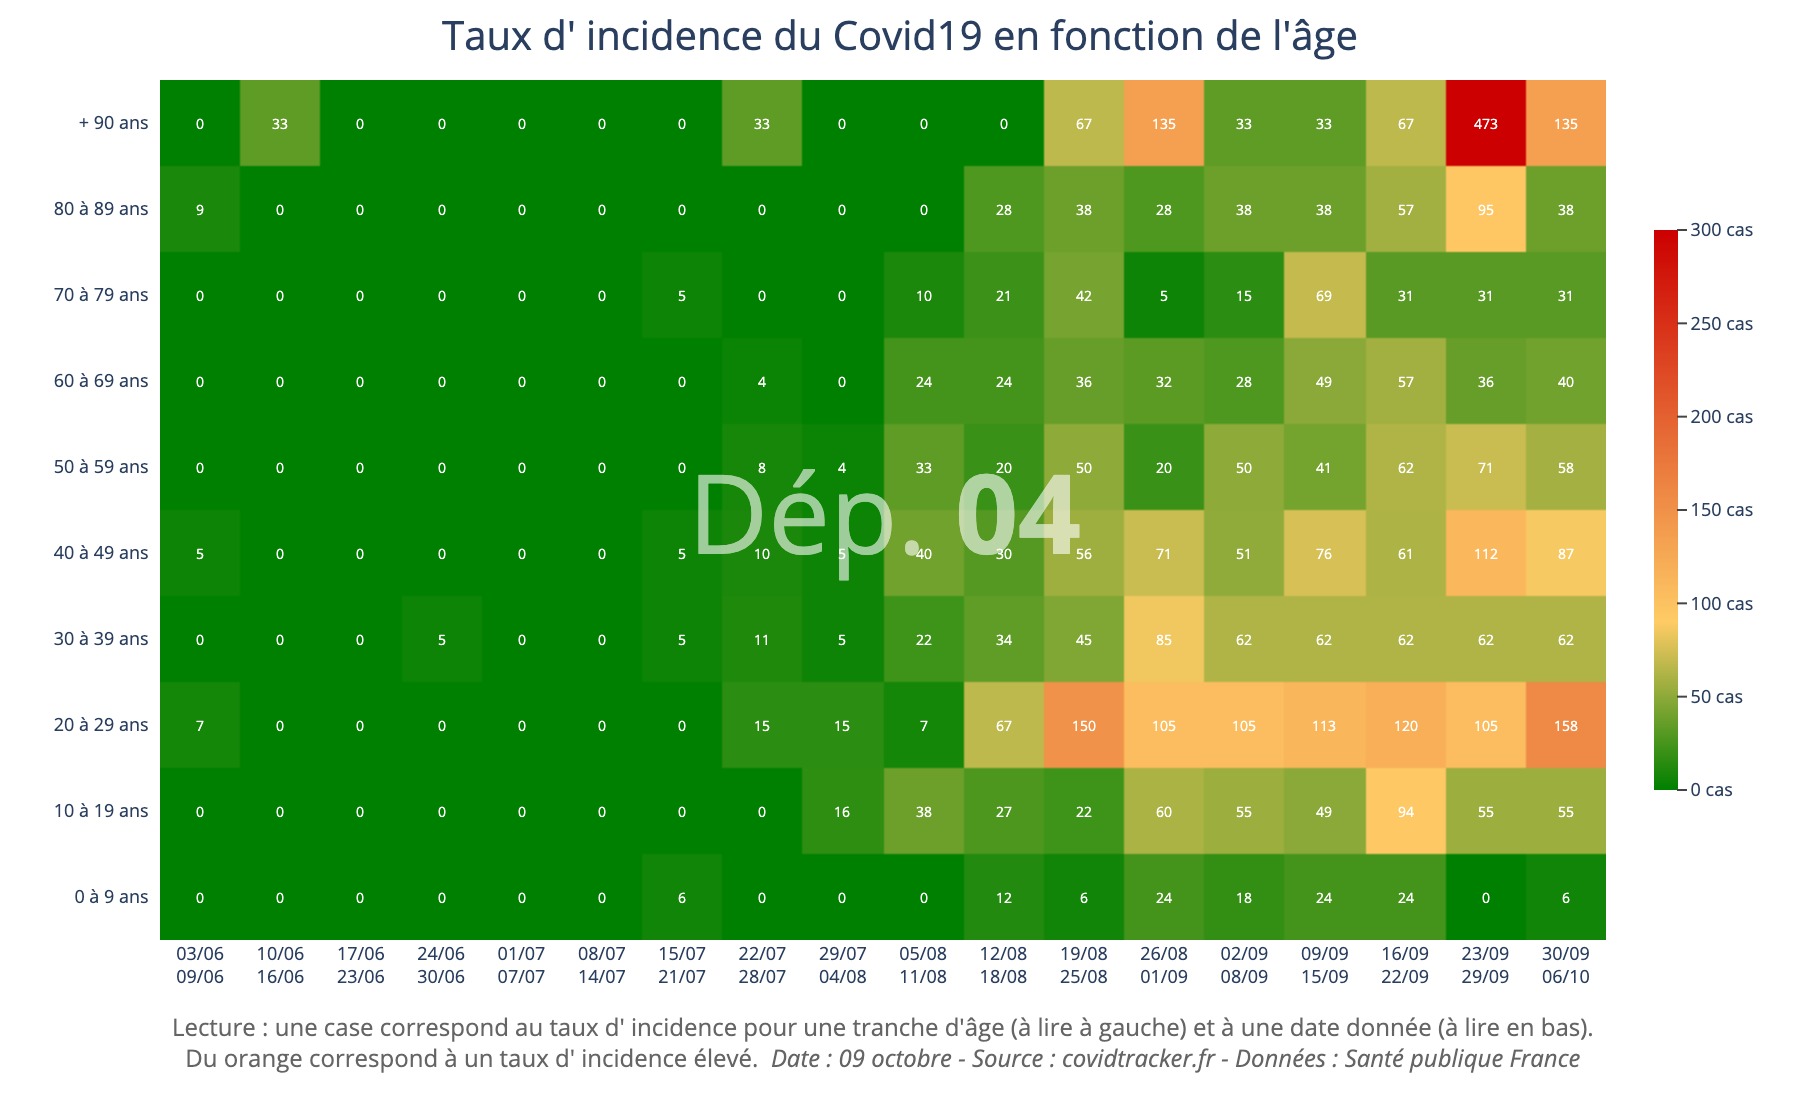 Taux d' incidence du Covid19 en fonction de l'âge
+ 90 ans 0 33 0 0 0 0 0 33 0 0 0 67 135 33 33 67 473 135
80 à 89 ans 9 0 0 0 0 0 0 0 0 0 28 38 28 38 38 57 95 38
70 à 79 ans 0 0 0 0 0 0 5 0 0 10 21 42 5 15 69 31 31 31
60 à 69 ans 0 0 0 0 0 0 0 4 0 24 24 36 32 28 49 57 36 40
50 à 59 ans 0 0 0 0 0 0 0 8 4 33 20 50 20 50 41 62 71 58
Dép. 04
40 à 49 ans 5 0 0 0 0 0 5 10 5 40 30 56 71 51 76 61 112 87
30 à 39 ans 0 0 0 5 0 0 5 11 5 22 34 45 85 62 62 62 62 62
20 à 29 ans 7 0 0 0 0 0 0 15 15 7 67 150 105 105 113 120 105 158
10 à 19 ans 0 0 0 0 0 0 0 0 16 38 27 22 60 55 49 94 55 55
0 à 9 ans 0 0 0 0 0 0 6 0 0 0 12 6 24 18 24 24 0 6
03/06 10/06 17/06 24/06 01/07 08/07 15/07 22/07 29/07 05/08 12/08 19/08 26/08 02/09 09/09 16/09 23/09 30/09
09/06 16/06 23/06 30/06 07/07 14/07 21/07 28/07 04/08 11/08 18/08 25/08 01/09 08/09 15/09 22/09 29/09 06/10
300 cas
250 cas
200 cas
150 cas
100 cas
50 cas
0 cas
Lecture : une case correspond au taux d' incidence pour une tranche d'âge (à lire à gauche) et à une date donnée (à lire en bas).
Du orange correspond à un taux d' incidence élevé. Date : 09 octobre - Source : covidtracker.fr - Données : Santé publique France